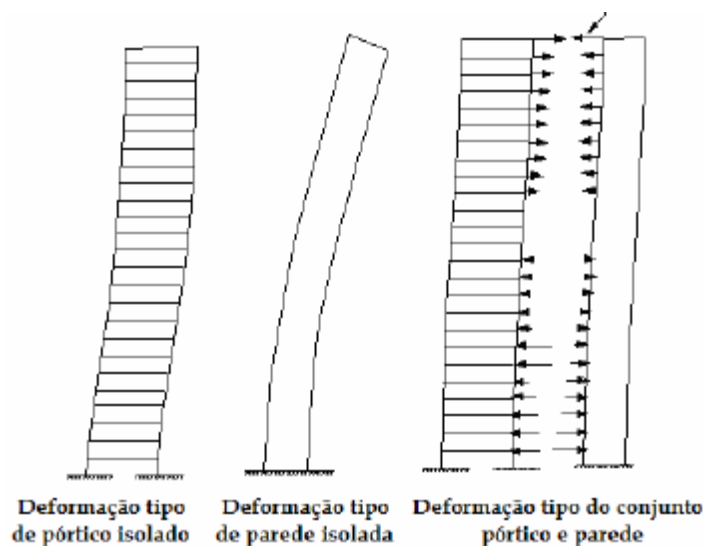 Deformação tipo
de pórtico isolado
Deformação tipo
de parede isolada
Deformação tipo do conjunto
pórtico e parede